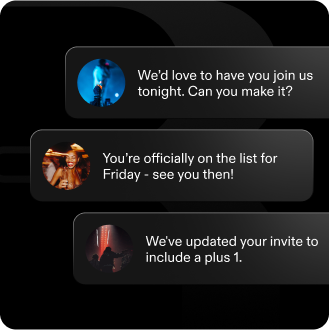 We’d love to have you join us
tonight. Can you make it?
You’re officially on the list for
Friday - see you then!
We’ve updated your invite to
include a plus 1.